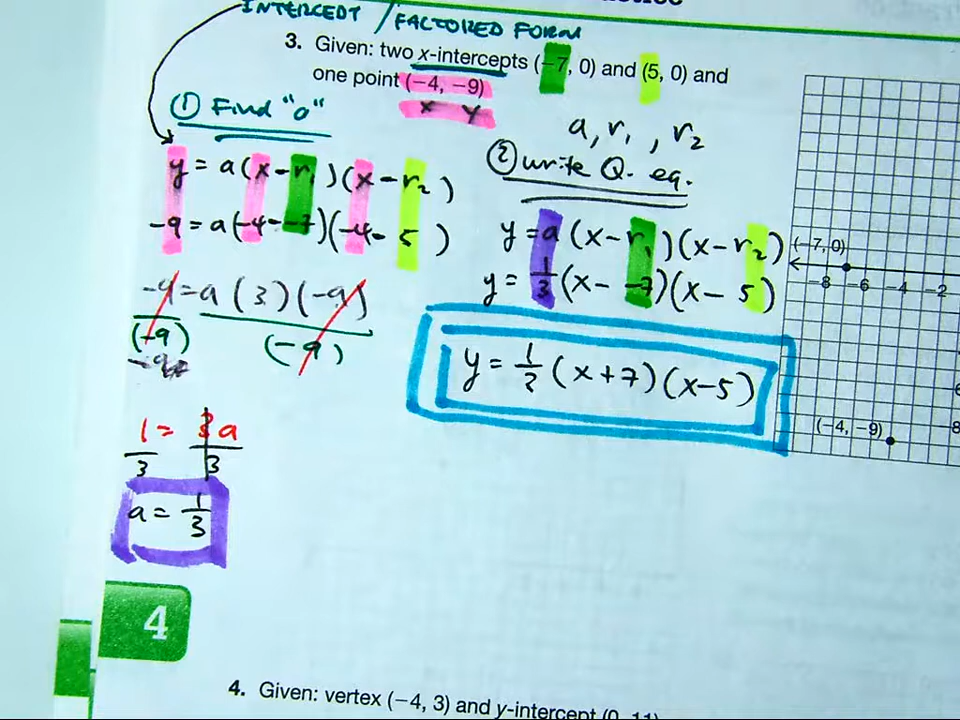 INTERCEPT / FACTORED FORM
3. Given: two x-intercepts (−7, 0) and (5, 0) and
one point (−4, −9)
x y
① Find "a"
y = a(x−r₁)(x−r₂)
−9 = a(−4−−7)(−4−5)
−9 = a(3)(−9)
(−9) (−9)
1 = 3a
3 3
a = 1/3
a, r₁, r₂
② write Q. eq.
y = a(x−r₁)(x−r₂)
y = 1/3(x−−7)(x−5)
y = 1/3(x+7)(x−5)
(−7, 0)
−8 −6 −4 −2
(−4, −9)
8
4
4. Given: vertex (−4, 3) and y-intercept (0, 11)